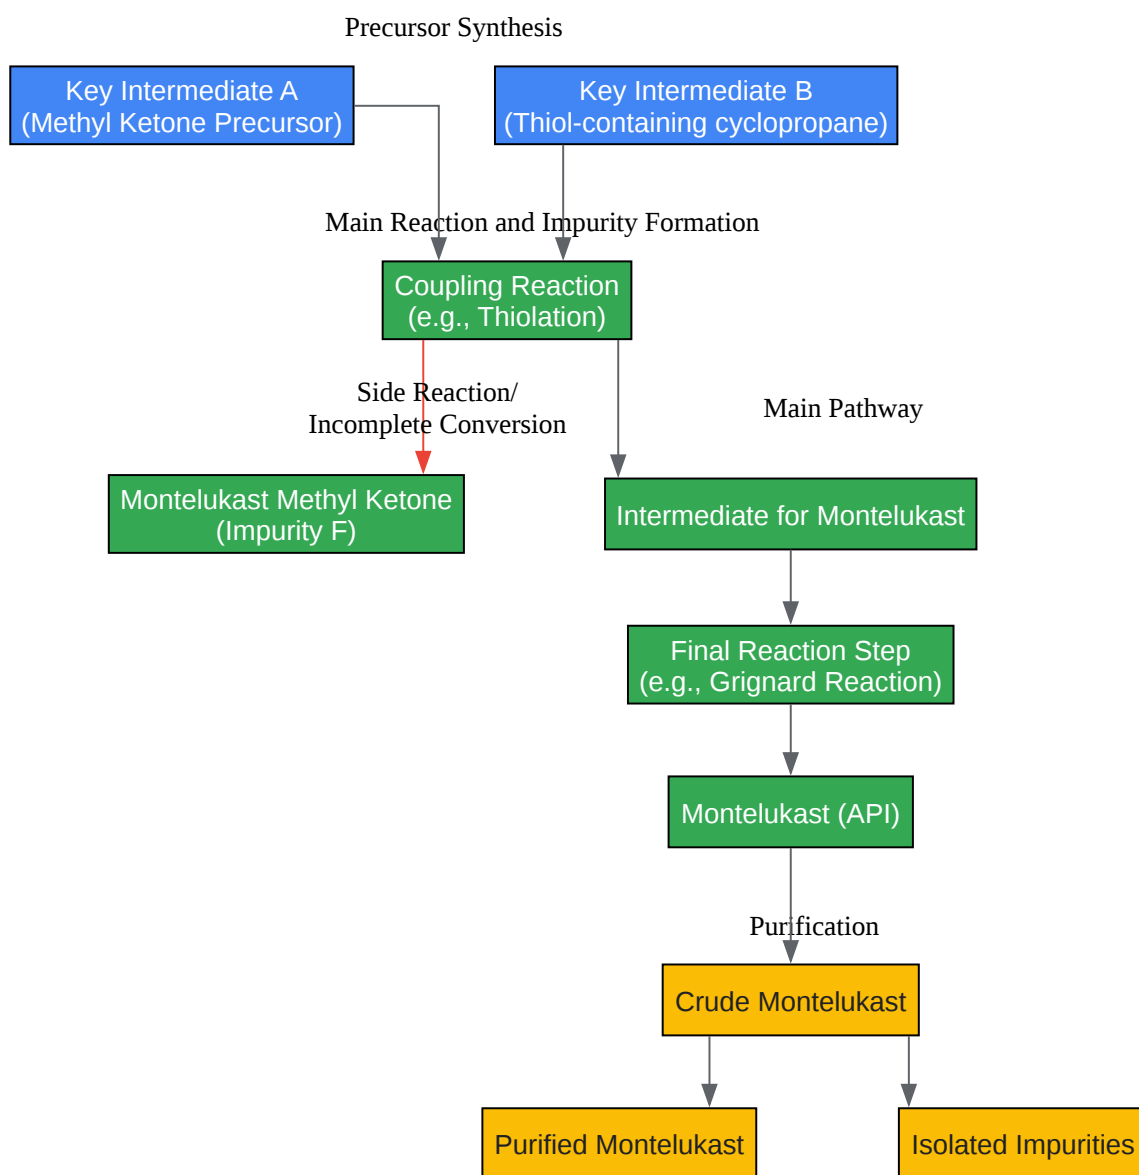 Precursor Synthesis
Key Intermediate A
(Methyl Ketone Precursor)
Key Intermediate B
(Thiol-containing cyclopropane)
Main Reaction and Impurity Formation
Coupling Reaction
(e.g., Thiolation)
Side Reaction/
Incomplete Conversion
Main Pathway
Montelukast Methyl Ketone
(Impurity F)
Intermediate for Montelukast
Final Reaction Step
(e.g., Grignard Reaction)
Montelukast (API)
Purification
Crude Montelukast
Purified Montelukast
Isolated Impurities